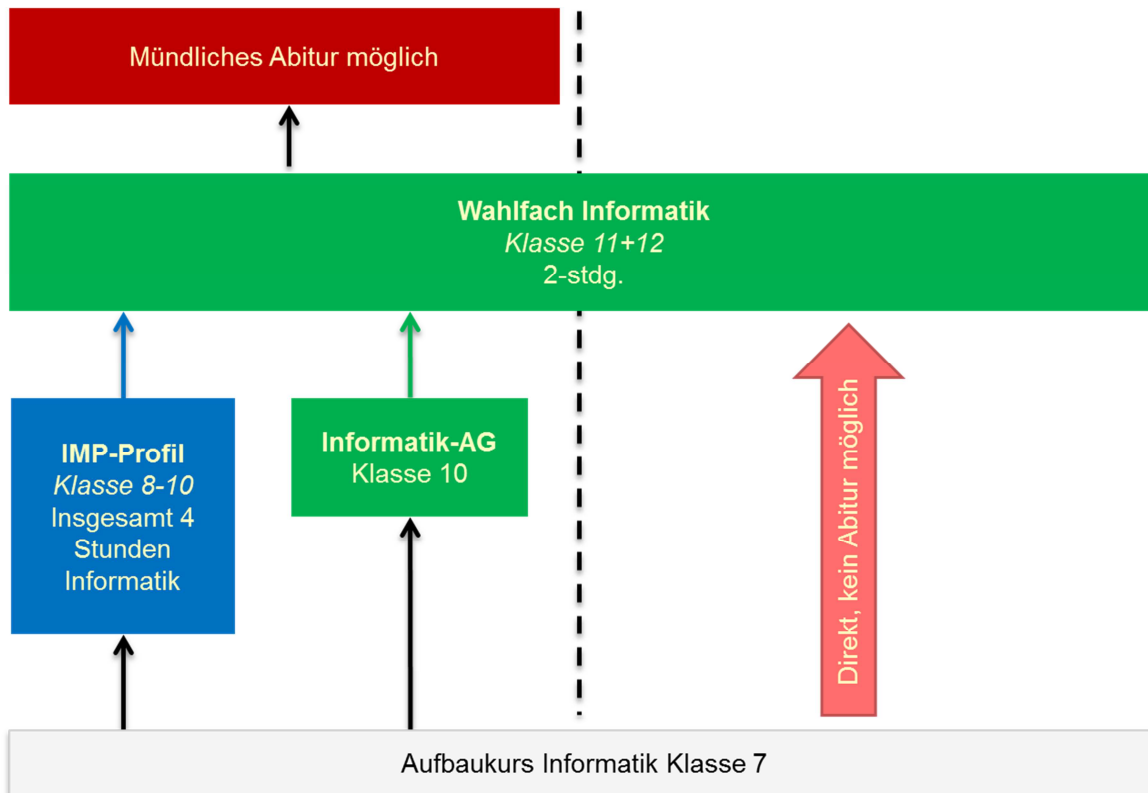 Mündliches Abitur möglich
Wahlfach Informatik
Klasse 11+12
2-stdg.
IMP-Profil
Klasse 8-10
Insgesamt 4
Stunden
Informatik
Informatik-AG
Klasse 10
Direkt, kein Abitur möglich
Aufbaukurs Informatik Klasse 7